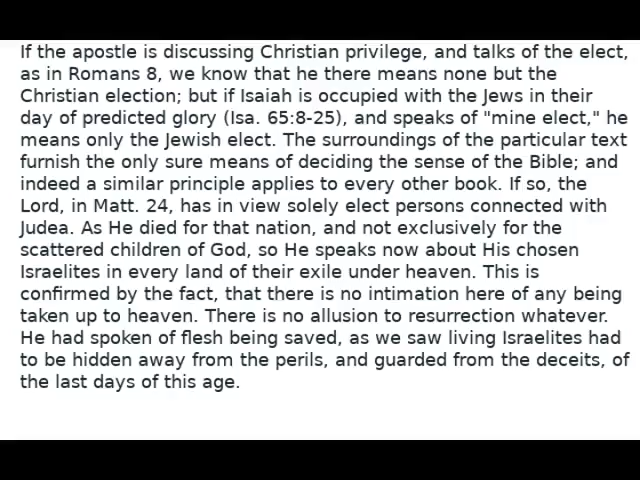 If the apostle is discussing Christian privilege, and talks of the elect,
as in Romans 8, we know that he there means none but the
Christian election; but if Isaiah is occupied with the Jews in their
day of predicted glory (Isa. 65:8-25), and speaks of "mine elect," he
means only the Jewish elect. The surroundings of the particular text
furnish the only sure means of deciding the sense of the Bible; and
indeed a similar principle applies to every other book. If so, the
Lord, in Matt. 24, has in view solely elect persons connected with
Judea. As He died for that nation, and not exclusively for the
scattered children of God, so He speaks now about His chosen
Israelites in every land of their exile under heaven. This is
confirmed by the fact, that there is no intimation here of any being
taken up to heaven. There is no allusion to resurrection whatever.
He had spoken of flesh being saved, as we saw living Israelites had
to be hidden away from the perils, and guarded from the deceits, of
the last days of this age.